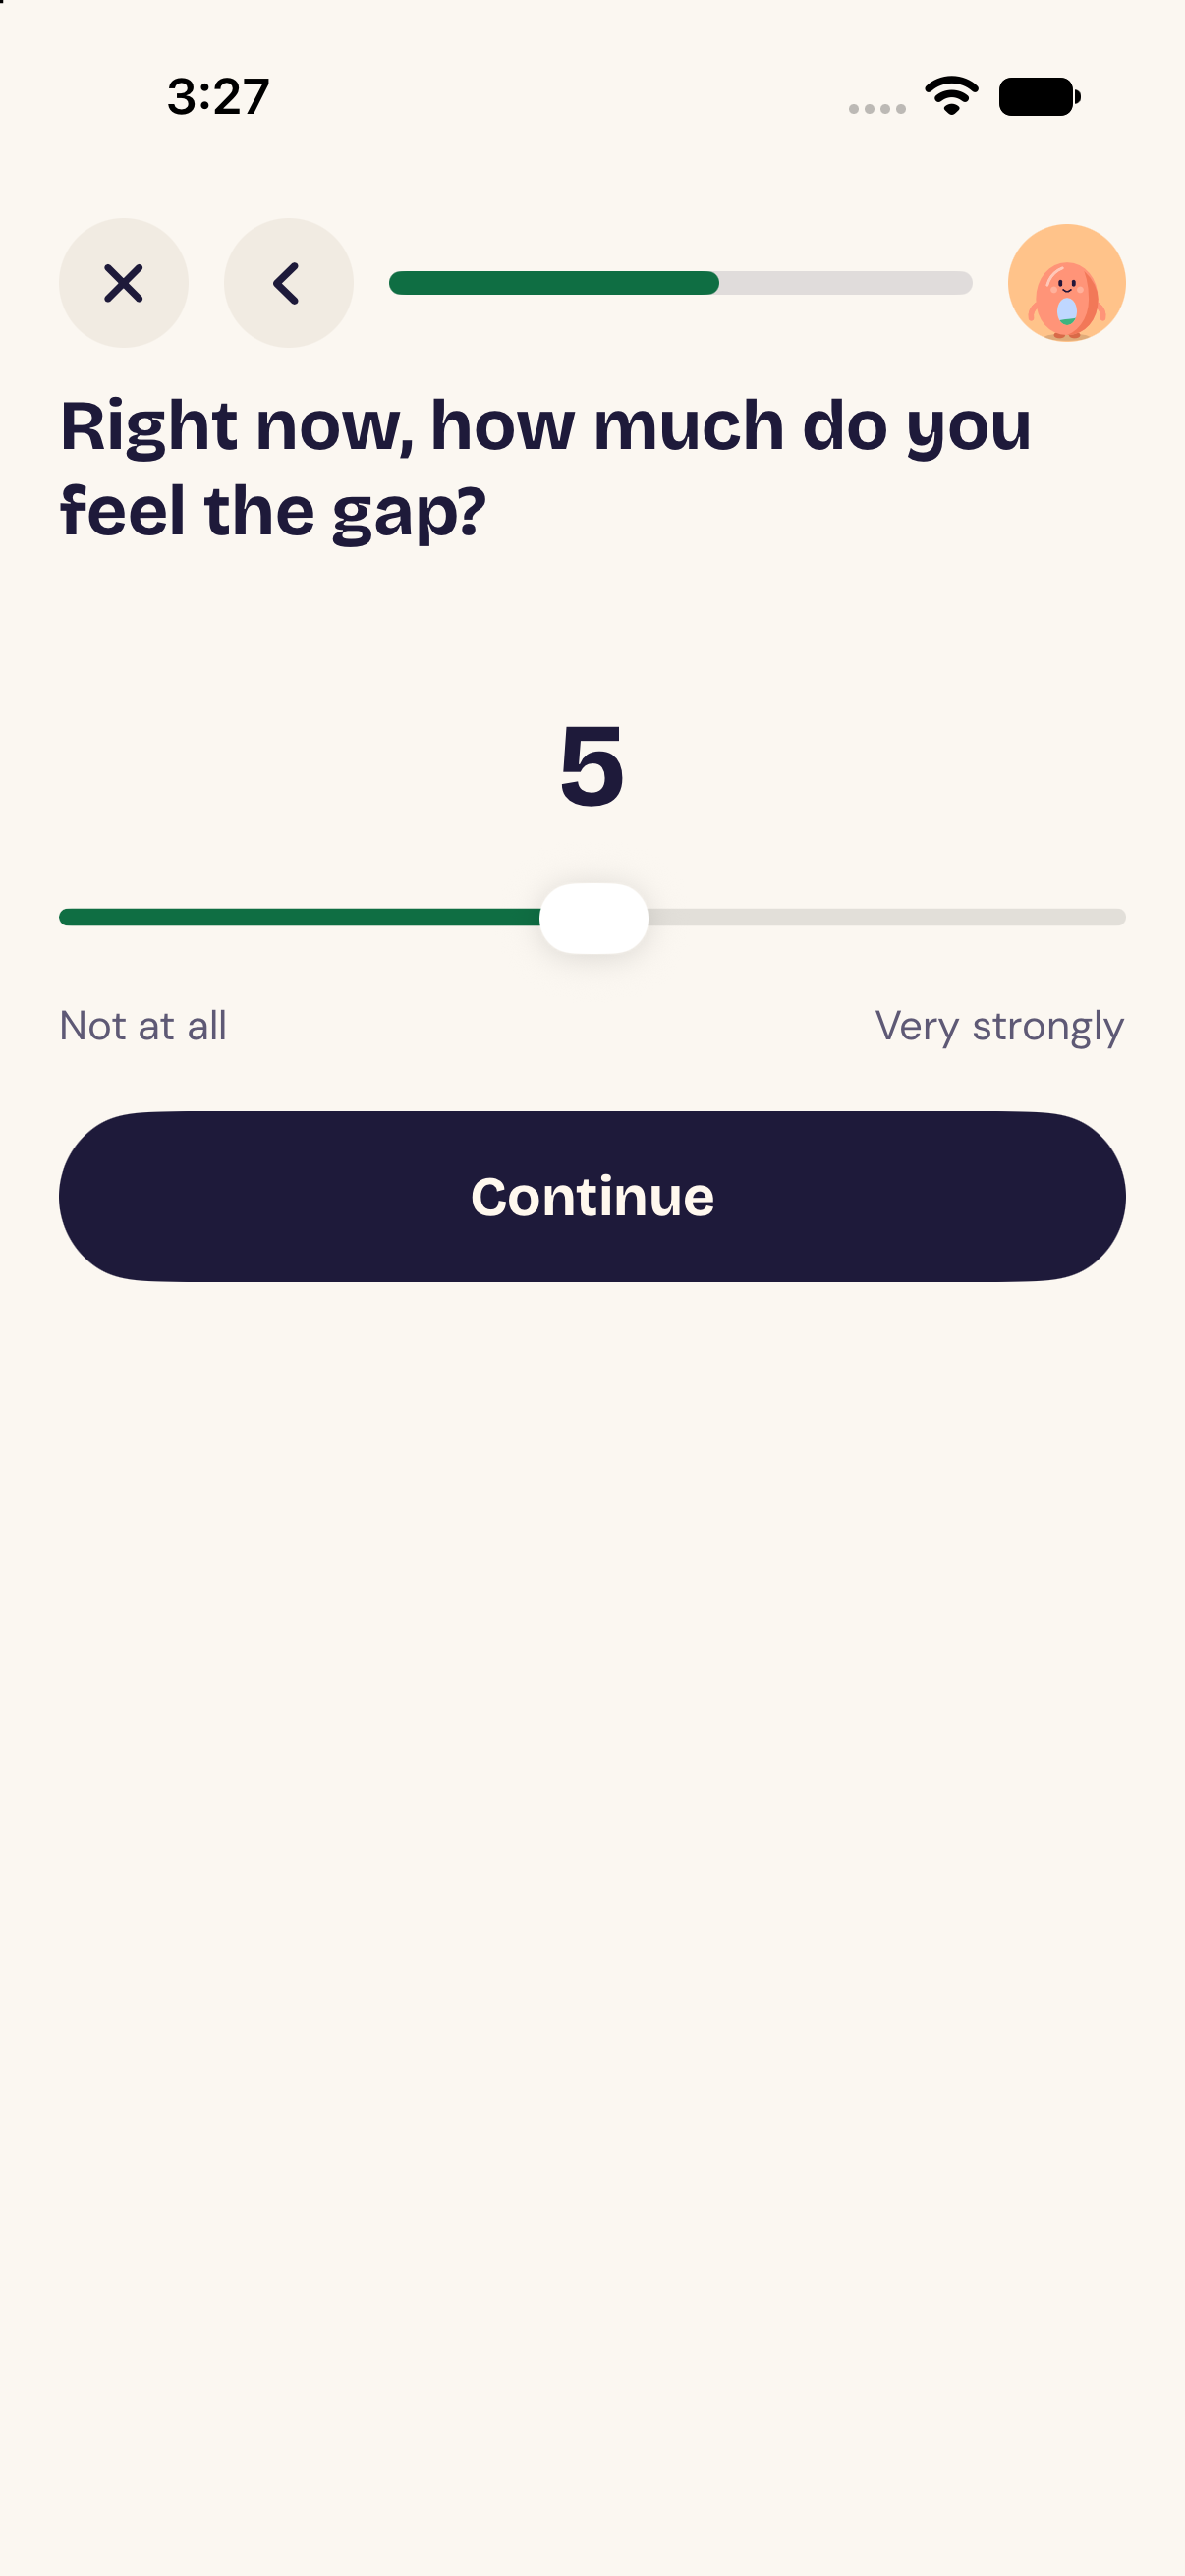 3:27
Right now, how much do you
feel the gap?
5
Not at all
Very strongly
Continue